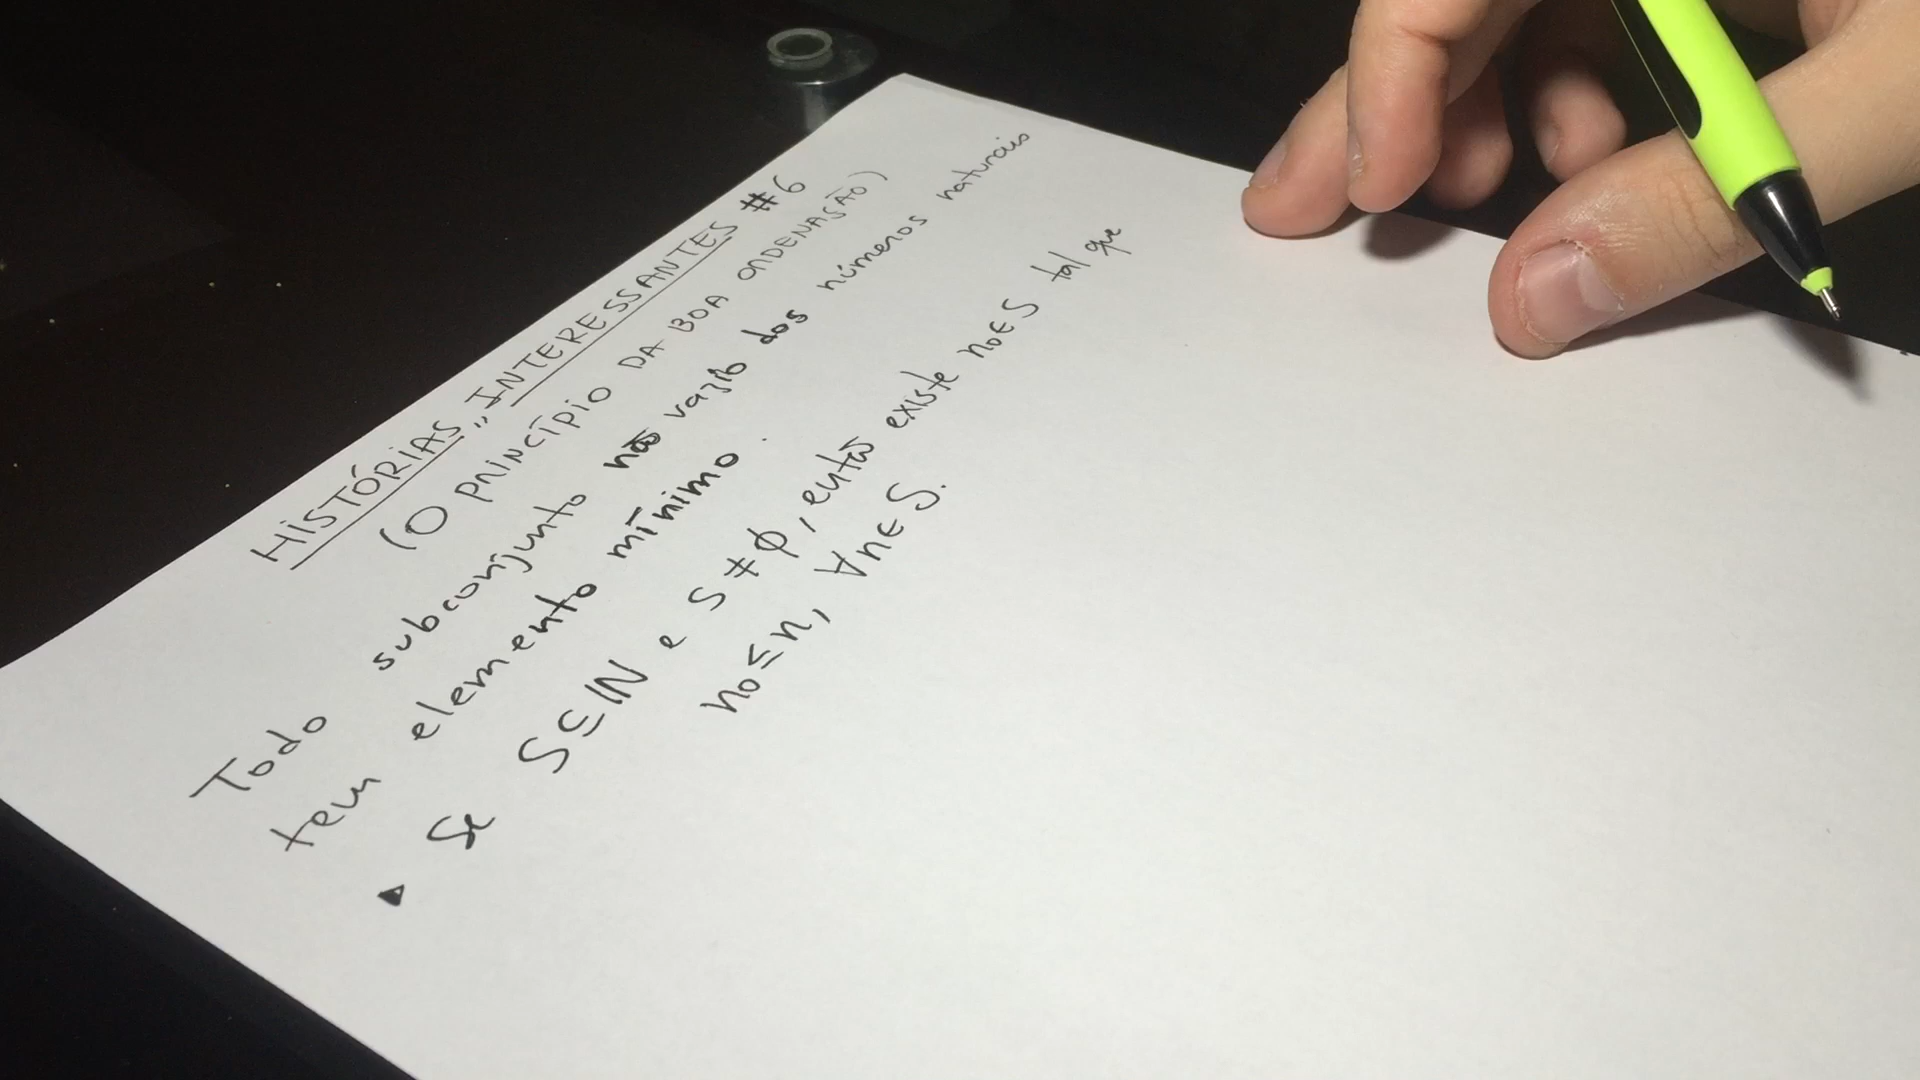 HISTÓRIAS „INTERESSANTES #6
(O PRINCÍPIO DA BOA ORDENAÇÃO)
Todo subconjunto não vazio dos números naturais
tem elemento mínimo.
Se S⊆ℕ e S≠∅, então existe n₀∈S tal que
n₀≤n, ∀n∈S.